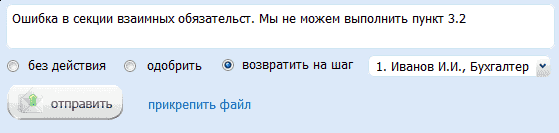 Ошибка в секции взаимных обязательст. Мы не можем выполнить пункт 3.2
без действия одобрить возвратить на шаг 1. Иванов И.И., Бухгалтер
отправить прикрепить файл